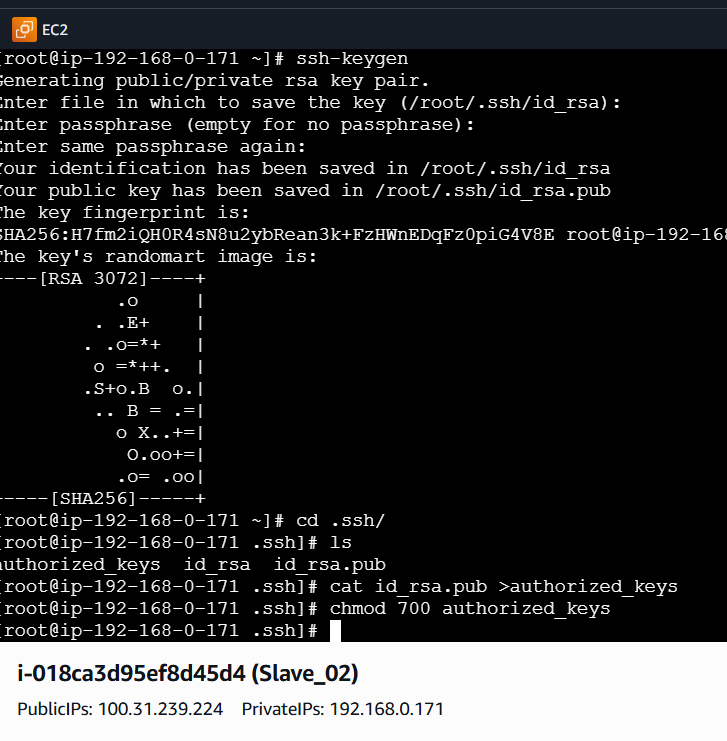 EC2
[root@ip-192-168-0-171 ~]# ssh-keygen
Generating public/private rsa key pair.
Enter file in which to save the key (/root/.ssh/id_rsa):
Enter passphrase (empty for no passphrase):
Enter same passphrase again:
Your identification has been saved in /root/.ssh/id_rsa
Your public key has been saved in /root/.ssh/id_rsa.pub
The key fingerprint is:
SHA256:H7fm2iQH0R4sN8u2ybRean3k+FzHWnEDqFz0piG4V8E root@ip-192-168
The key's randomart image is:
----[RSA 3072]----+
.o      |
. .E+     |
. .o=*+    |
o =*++.   |
.S+o.B  o.|
.. B = .=|
o X..+=|
O.oo+=|
.o= .oo|
-----[SHA256]-----+
[root@ip-192-168-0-171 ~]# cd .ssh/
[root@ip-192-168-0-171 .ssh]# ls
authorized_keys  id_rsa  id_rsa.pub
[root@ip-192-168-0-171 .ssh]# cat id_rsa.pub >authorized_keys
[root@ip-192-168-0-171 .ssh]# chmod 700 authorized_keys
[root@ip-192-168-0-171 .ssh]#
i-018ca3d95ef8d45d4 (Slave_02)
PublicIPs: 100.31.239.224    PrivateIPs: 192.168.0.171